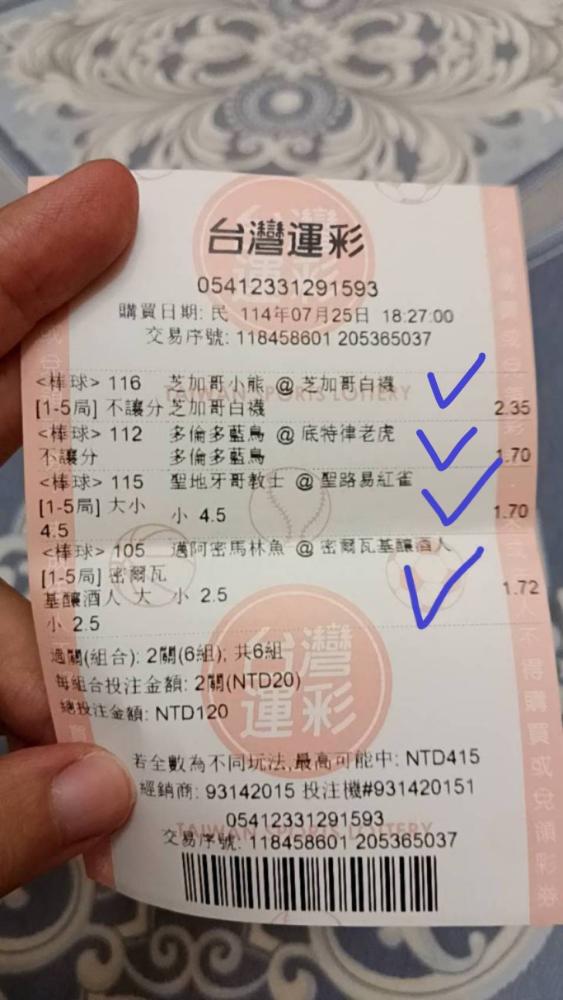 台灣運彩
05412331291593
購買日期: 民 114年07月25日 18:27:00
交易序號: 118458601 205365037
<棒球> 116 芝加哥小熊 @ 芝加哥白襪
[1-5局] 不讓分 芝加哥白襪 2.35
<棒球> 112 多倫多藍鳥 @ 底特律老虎
不讓分 多倫多藍鳥 1.70
<棒球> 115 聖地牙哥教士 @ 聖路易紅雀
[1-5局] 大小 小 4.5 1.70
4.5
<棒球> 105 邁阿密馬林魚 @ 密爾瓦基釀酒人
[1-5局] 密爾瓦
基釀酒人 大 小 2.5 1.72
小 2.5
過關(組合): 2關(6組); 共6組
每組合投注金額: 2關(NTD20)
總投注金額: NTD120
若全數為不同玩法,最高可能中: NTD415
經銷商: 93142015 投注機#931420151
05412331291593
交易序號: 118458601 205365037
台灣運彩
TAIWAN SPORTS LOTTERY